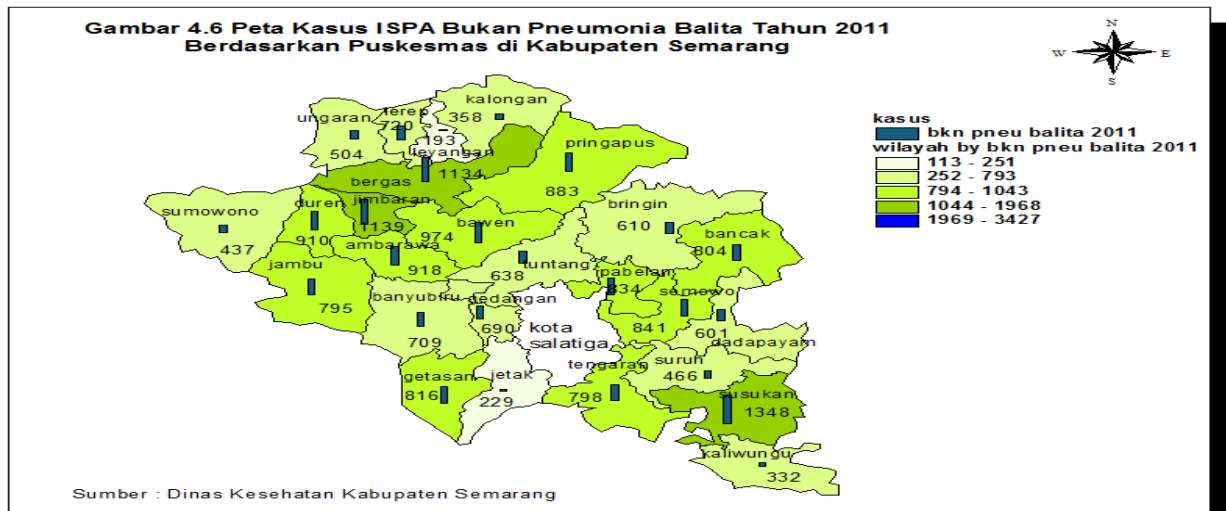 Gambar 4.6 Peta Kasus ISPA Bukan Pneumonia Balita Tahun 2011
Berdasarkan Puskesmas di Kabupaten Semarang
N
W
E
S
kasus
bkn pneu balita 2011
wilayah by bkn pneu balita 2011
113 - 251
252 - 793
794 - 1043
1044 - 1968
1969 - 3427
kalongan
358
lerep
720
ungaran
504
193
leyangan
1134
pringapus
883
bergas
jimbaran
1139
duren
910
sumowono
437
bawen
974
bringin
610
bancak
804
ambarawa
918
tuntang
638
jambu
795
pabelan
834
semowo
841
banyubiru
709
gedangan
690
601
dadapayam
kota
salatiga
suruh
466
tengaran
798
getasan
816
jetak
229
susukan
1348
kaliwungu
332
Sumber : Dinas Kesehatan Kabupaten Semarang